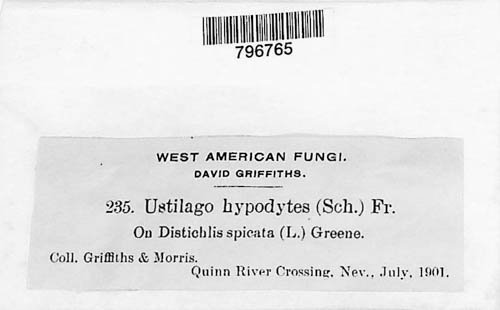 796765
WEST AMERICAN FUNGI.
DAVID GRIFFITHS.
235. Ustilago hypodytes (Sch.) Fr.
On Distichlis spicata (L.) Greene.
Coll. Griffiths & Morris.
Quinn River Crossing, Nev., July, 1901.